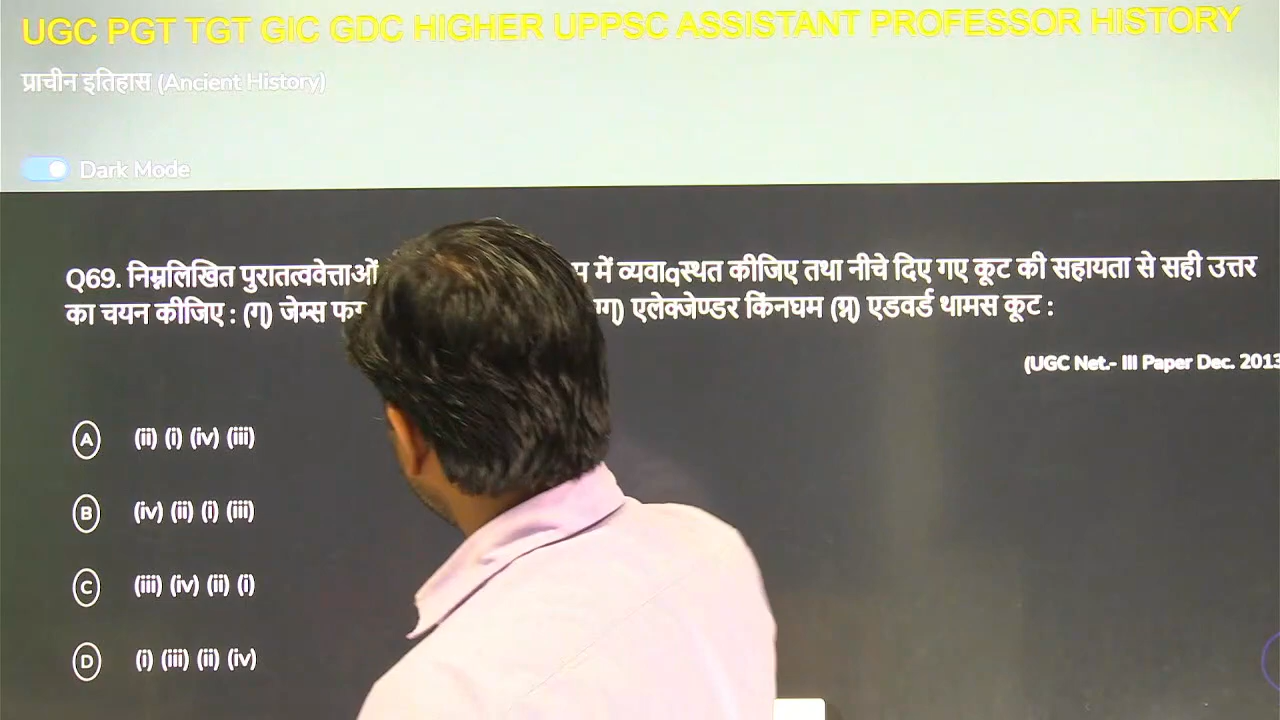 UGC PGT TGT GIC GDC HIGHER UPPSC ASSISTANT PROFESSOR HISTORY
प्राचीन इतिहास (Ancient History)
Dark Mode
Q69. निम्नलिखित पुरातत्ववेत्ताओं में व्यवाqस्थत कीजिए तथा नीचे दिए गए कूट की सहायता से सही उत्तर
का चयन कीजिए : (ग्) जेम्स एलेक्जेण्डर किंनघम (ग्न) एडवर्ड थामस कूट :
(UGC Net.- III Paper Dec. 2013
A (ii) (i) (iv) (iii)
B (iv) (ii) (i) (iii)
C (iii) (iv) (ii) (i)
D (i) (iii) (ii) (iv)